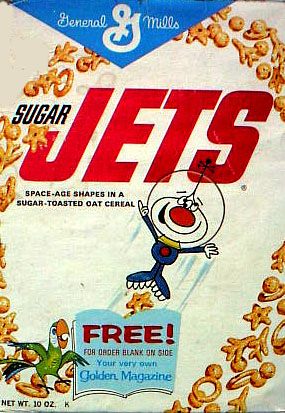 General G Mills
SUGAR
JETS
®
SPACE-AGE SHAPES IN A
SUGAR-TOASTED OAT CEREAL
FREE!
FOR ORDER BLANK ON SIDE
Your very own
Golden Magazine
NET WT. 10 OZ. K